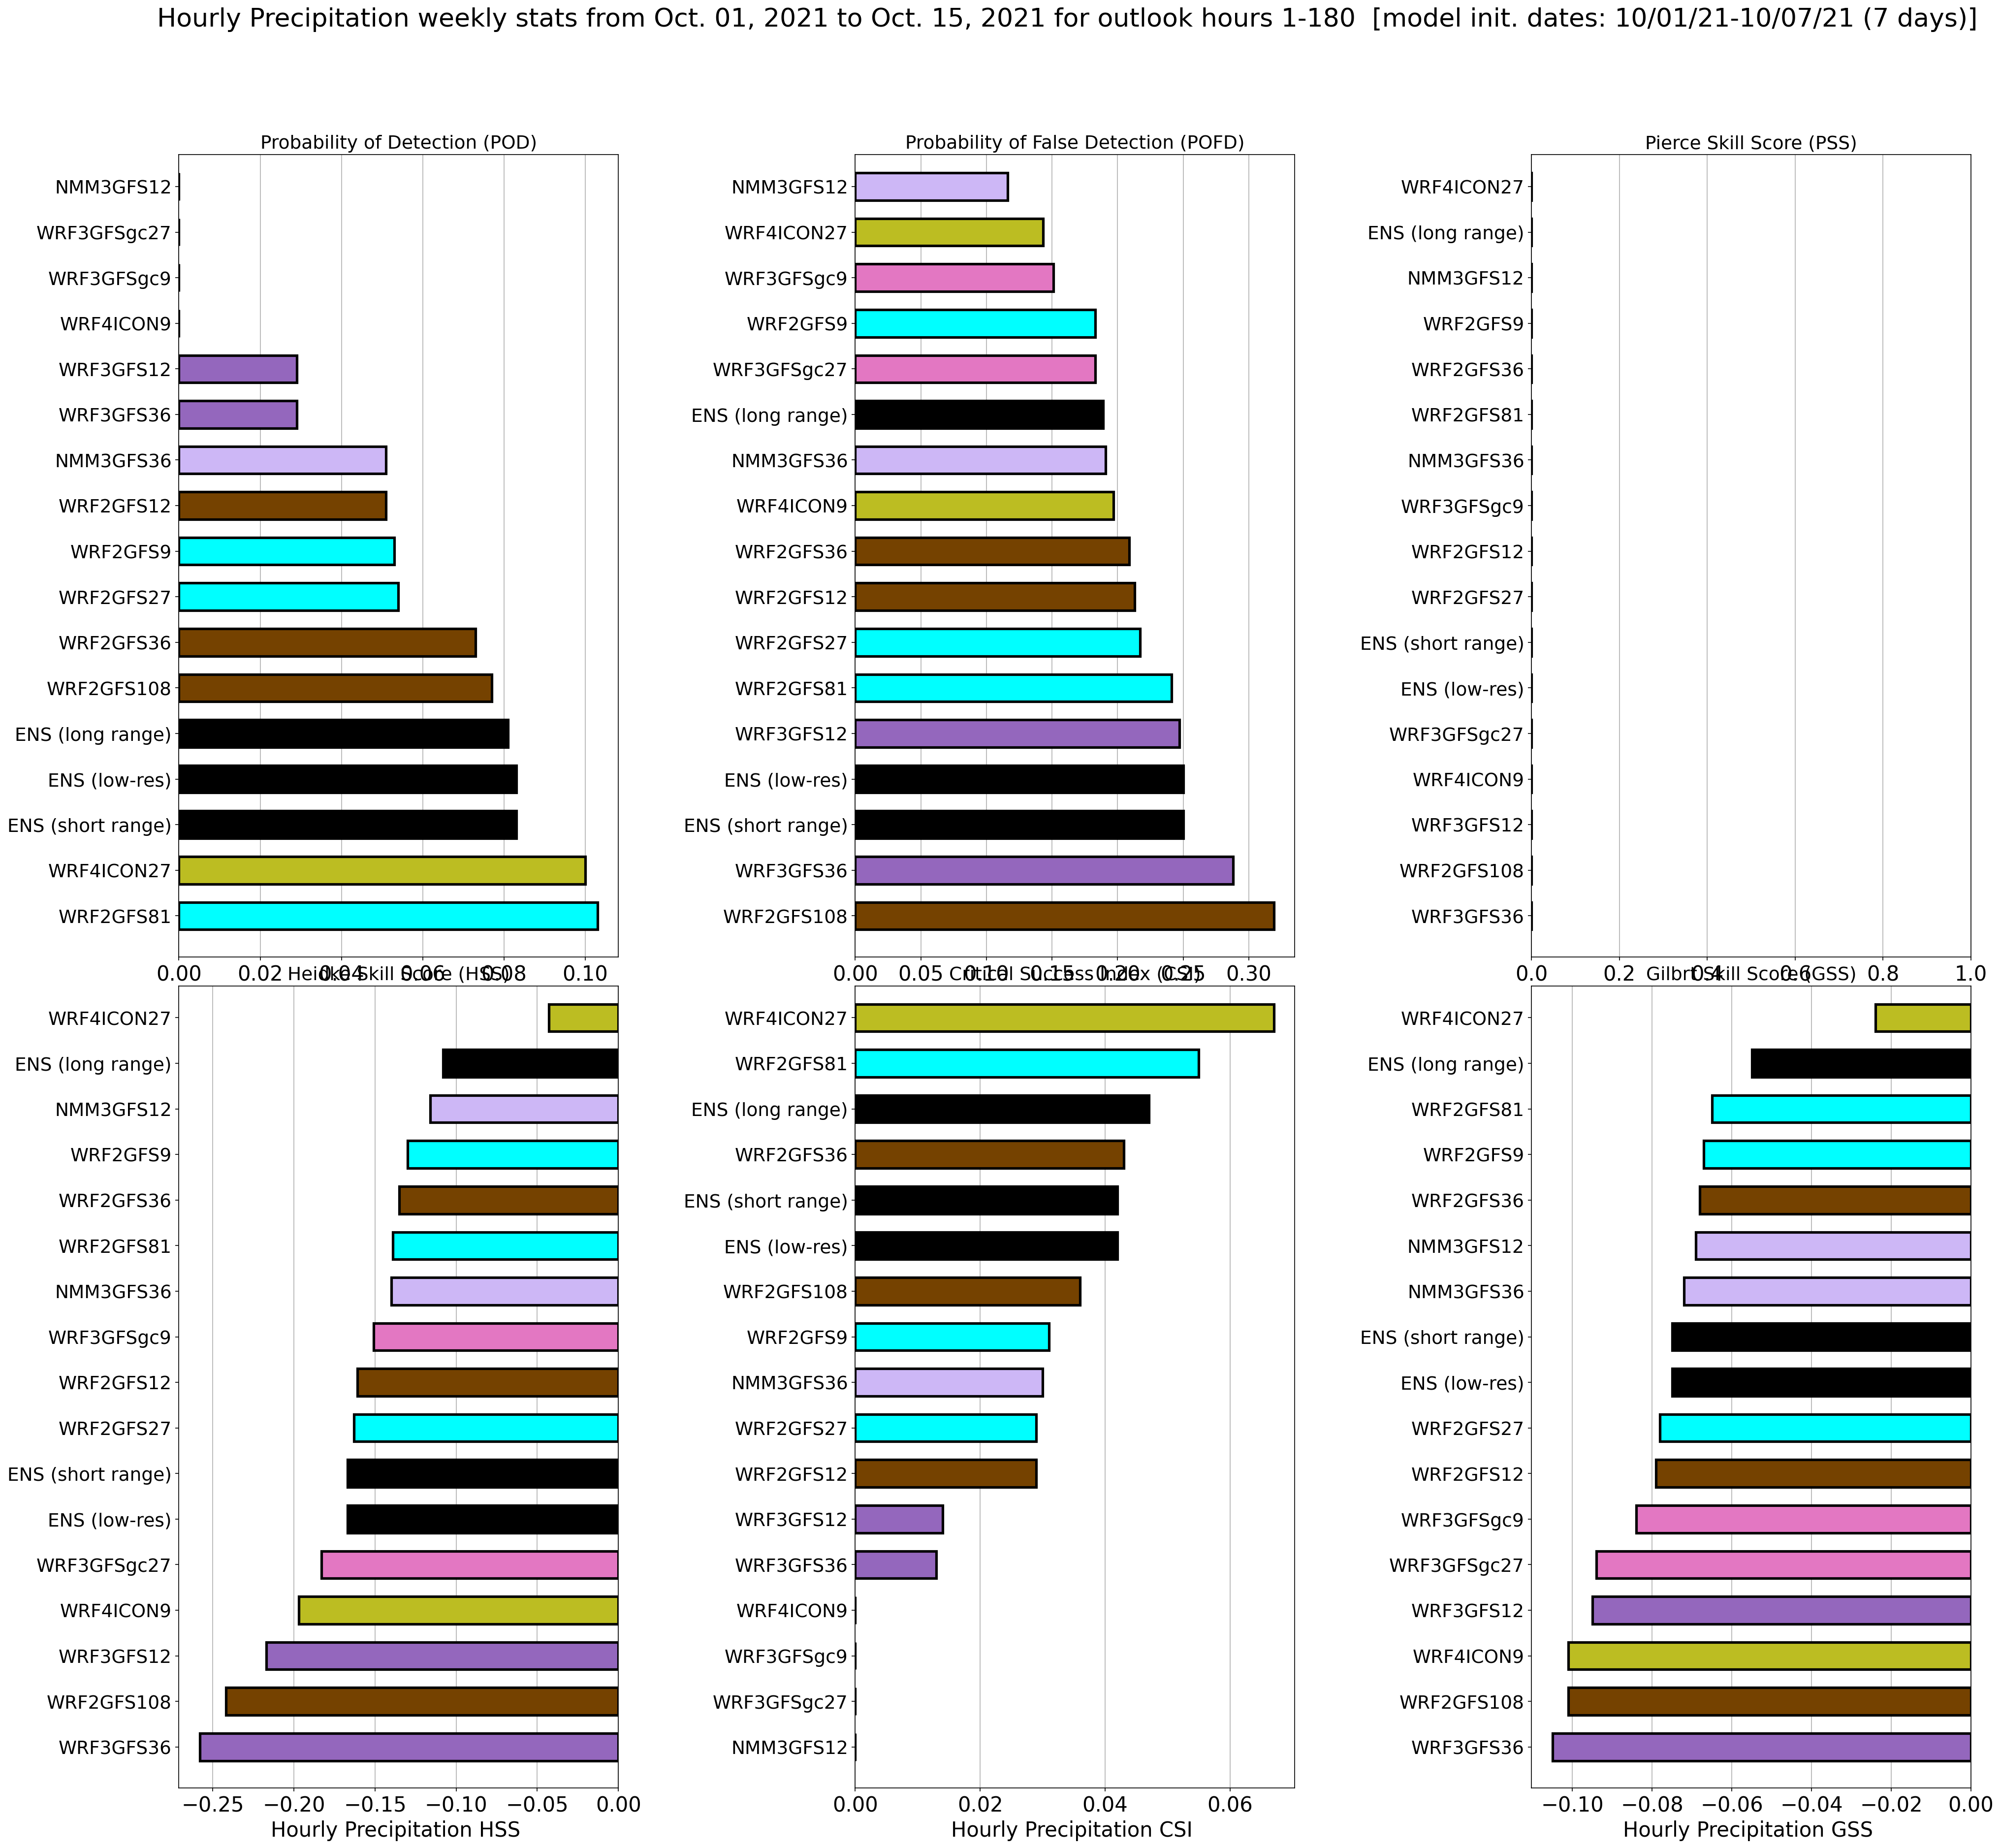 Hourly Precipitation weekly stats from Oct. 01, 2021 to Oct. 15, 2021 for outlook hours 1-180  [model init. dates: 10/01/21-10/07/21 (7 days)]
Probability of Detection (POD)
NMM3GFS12
WRF3GFSgc27
WRF3GFSgc9
WRF4ICON9
WRF3GFS12
WRF3GFS36
NMM3GFS36
WRF2GFS12
WRF2GFS9
WRF2GFS27
WRF2GFS36
WRF2GFS108
ENS (long range)
ENS (low-res)
ENS (short range)
WRF4ICON27
WRF2GFS81
0.00 0.02 0.04 0.06 0.08 0.10
Probability of False Detection (POFD)
NMM3GFS12
WRF4ICON27
WRF3GFSgc9
WRF2GFS9
WRF3GFSgc27
ENS (long range)
NMM3GFS36
WRF4ICON9
WRF2GFS36
WRF2GFS12
WRF2GFS27
WRF2GFS81
WRF3GFS12
ENS (low-res)
ENS (short range)
WRF3GFS36
WRF2GFS108
0.00 0.05 0.10 0.15 0.20 0.25 0.30
Pierce Skill Score (PSS)
WRF4ICON27
ENS (long range)
NMM3GFS12
WRF2GFS9
WRF2GFS36
WRF2GFS81
NMM3GFS36
WRF3GFSgc9
WRF2GFS12
WRF2GFS27
ENS (short range)
ENS (low-res)
WRF3GFSgc27
WRF4ICON9
WRF3GFS12
WRF2GFS108
WRF3GFS36
0.0 0.2 0.4 0.6 0.8 1.0
Heidke Skill Score (HSS)
WRF4ICON27
ENS (long range)
NMM3GFS12
WRF2GFS9
WRF2GFS36
WRF2GFS81
NMM3GFS36
WRF3GFSgc9
WRF2GFS12
WRF2GFS27
ENS (short range)
ENS (low-res)
WRF3GFSgc27
WRF4ICON9
WRF3GFS12
WRF2GFS108
WRF3GFS36
−0.25 −0.20 −0.15 −0.10 −0.05 0.00
Hourly Precipitation HSS
Critical Success Index (CSI)
WRF4ICON27
WRF2GFS81
ENS (long range)
WRF2GFS36
ENS (short range)
ENS (low-res)
WRF2GFS108
WRF2GFS9
NMM3GFS36
WRF2GFS27
WRF2GFS12
WRF3GFS12
WRF3GFS36
WRF4ICON9
WRF3GFSgc9
WRF3GFSgc27
NMM3GFS12
0.00 0.02 0.04 0.06
Hourly Precipitation CSI
Gilbrt Skill Score (GSS)
WRF4ICON27
ENS (long range)
WRF2GFS81
WRF2GFS9
WRF2GFS36
NMM3GFS12
NMM3GFS36
ENS (short range)
ENS (low-res)
WRF2GFS27
WRF2GFS12
WRF3GFSgc9
WRF3GFSgc27
WRF3GFS12
WRF4ICON9
WRF2GFS108
WRF3GFS36
−0.10 −0.08 −0.06 −0.04 −0.02 0.00
Hourly Precipitation GSS